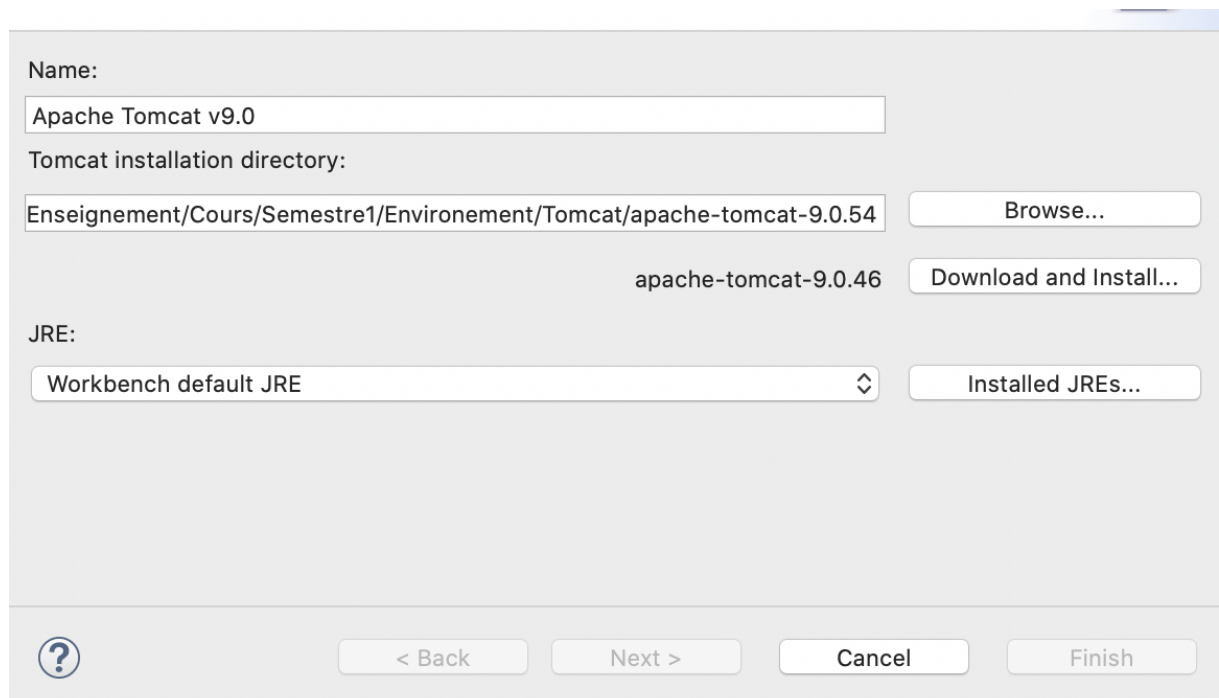 Name:
Apache Tomcat v9.0
Tomcat installation directory:
Enseignement/Cours/Semestre1/Environement/Tomcat/apache-tomcat-9.0.54 Browse...
apache-tomcat-9.0.46 Download and Install...
JRE:
Workbench default JRE Installed JREs...
? < Back Next > Cancel Finish